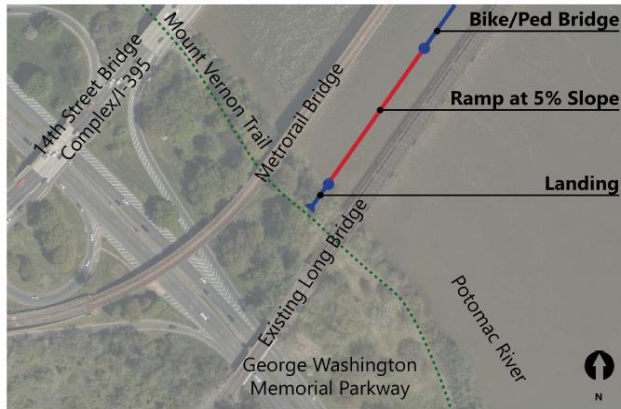 Bike/Ped Bridge
14th Street Bridge
Complex/I-395
Mount Vernon Trail
Metrorail Bridge
Ramp at 5% Slope
Landing
Existing Long Bridge
Potomac River
George Washington
Memorial Parkway
N